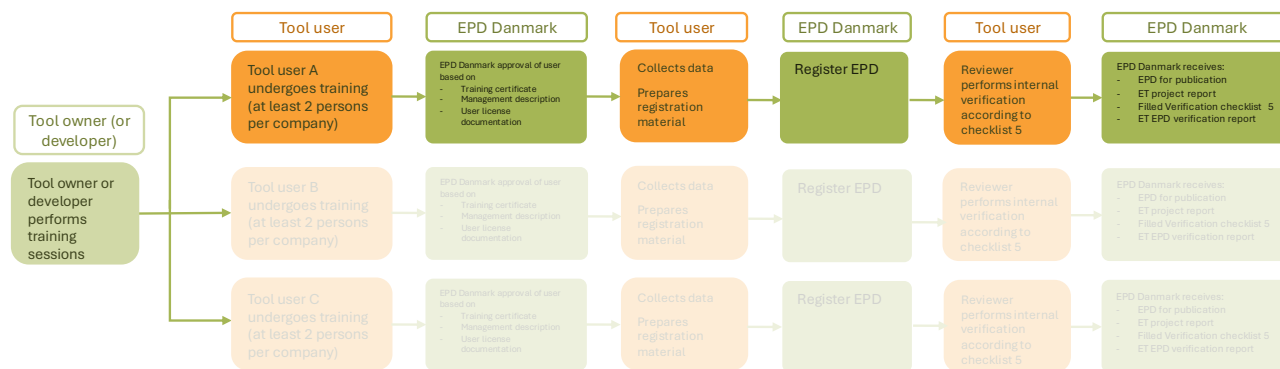 Tool user
EPD Danmark
Tool user
EPD Danmark
Tool user
EPD Danmark
Tool owner (or
developer)
Tool owner or
developer
performs
training
sessions
Tool user A
undergoes training
(at least 2 persons
per company)
EPD Danmark approval of user
based on
- Training certificate
- Management description
- User license
documentation
Collects data
Prepares
registration
material
Register EPD
Reviewer
performs internal
verification
according to
checklist 5
EPD Danmark receives:
- EPD for publication
- ET project report
- Filled Verification checklist 5
- ET EPD verification report
Tool user B
undergoes training
(at least 2 persons
per company)
EPD Danmark approval of user
based on
- Training certificate
- Management description
- User license
documentation
Collects data
Prepares
registration
material
Register EPD
Reviewer
performs internal
verification
according to
checklist 5
EPD Danmark receives:
- EPD for publication
- ET project report
- Filled Verification checklist 5
- ET EPD verification report
Tool user C
undergoes training
(at least 2 persons
per company)
EPD Danmark approval of user
based on
- Training certificate
- Management description
- User license
documentation
Collects data
Prepares
registration
material
Register EPD
Reviewer
performs internal
verification
according to
checklist 5
EPD Danmark receives:
- EPD for publication
- ET project report
- Filled Verification checklist 5
- ET EPD verification report